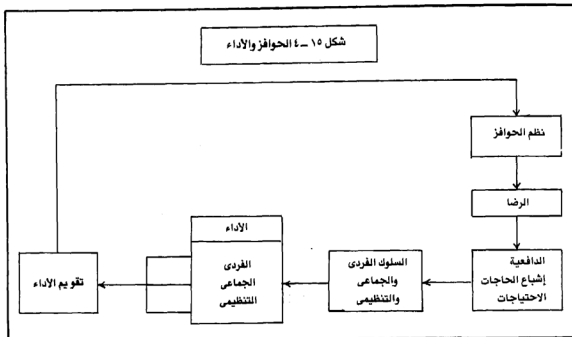 شكل ١٥ – ٤ الحوافز والأداء
نظم الحوافز
الرضا
الدافعية
إشباع الحاجات
الاحتياجات
السلوك الفردى
والجماعى
والتنظيمى
الأداء
الفردى
الجماعى
التنظيمى
تقويم الأداء